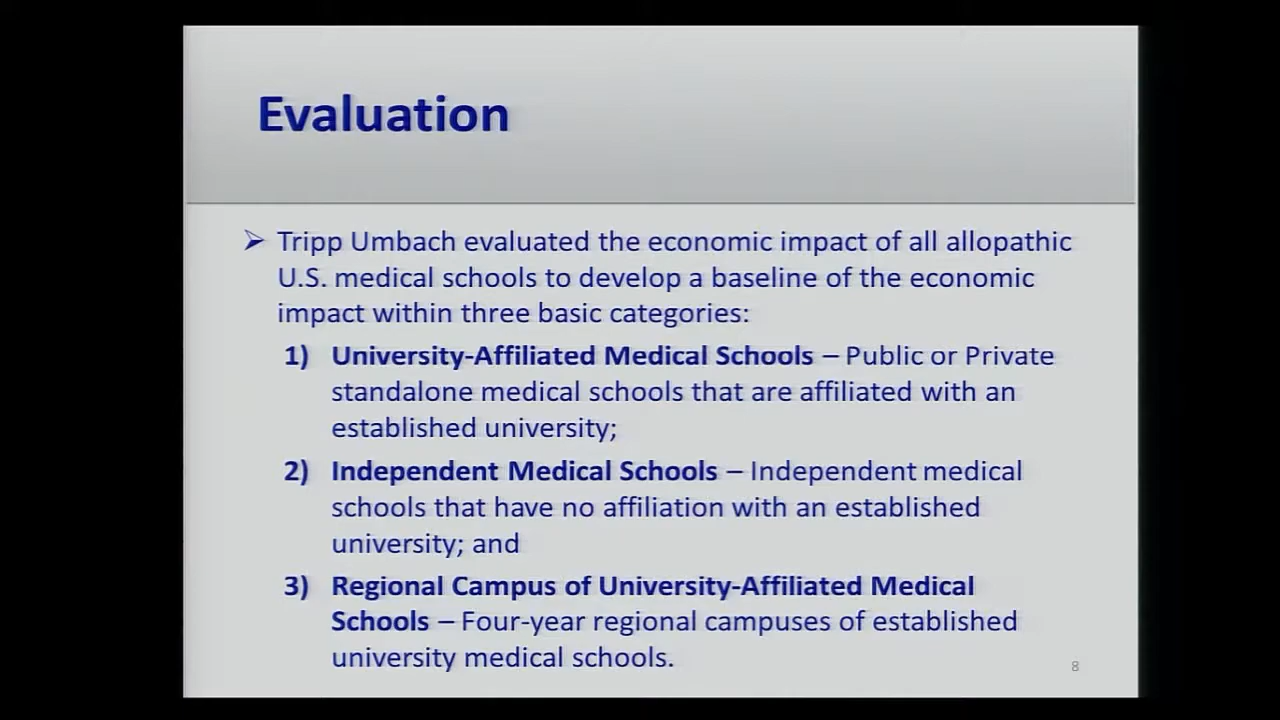 Evaluation
➢ Tripp Umbach evaluated the economic impact of all allopathic
U.S. medical schools to develop a baseline of the economic
impact within three basic categories:
1) University-Affiliated Medical Schools – Public or Private
standalone medical schools that are affiliated with an
established university;
2) Independent Medical Schools – Independent medical
schools that have no affiliation with an established
university; and
3) Regional Campus of University-Affiliated Medical
Schools – Four-year regional campuses of established
university medical schools.
8